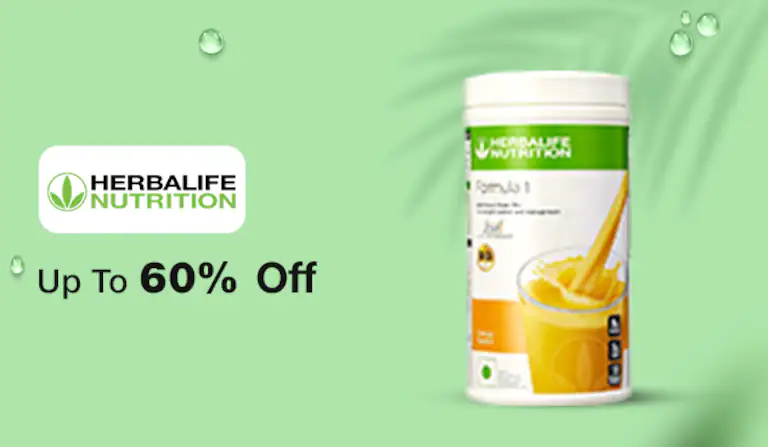 HERBALIFE
NUTRITION
Up To 60% Off
HERBALIFE
NUTRITION
Formula 1